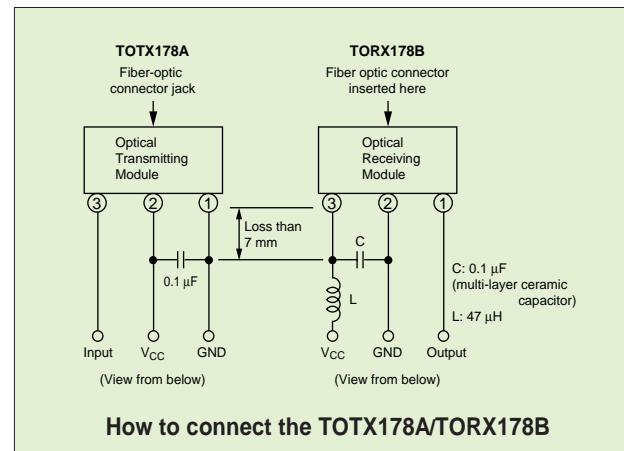 TOTX178A
Fiber-optic
connector jack
Optical
Transmitting
Module
3 2 1
0.1 μF
Input VCC GND
(View from below)
Loss than
7 mm
TORX178B
Fiber optic connector
inserted here
Optical
Receiving
Module
3 2 1
C
L
C: 0.1 μF
(multi-layer ceramic
capacitor)
L: 47 μH
VCC GND Output
(View from below)
How to connect the TOTX178A/TORX178B